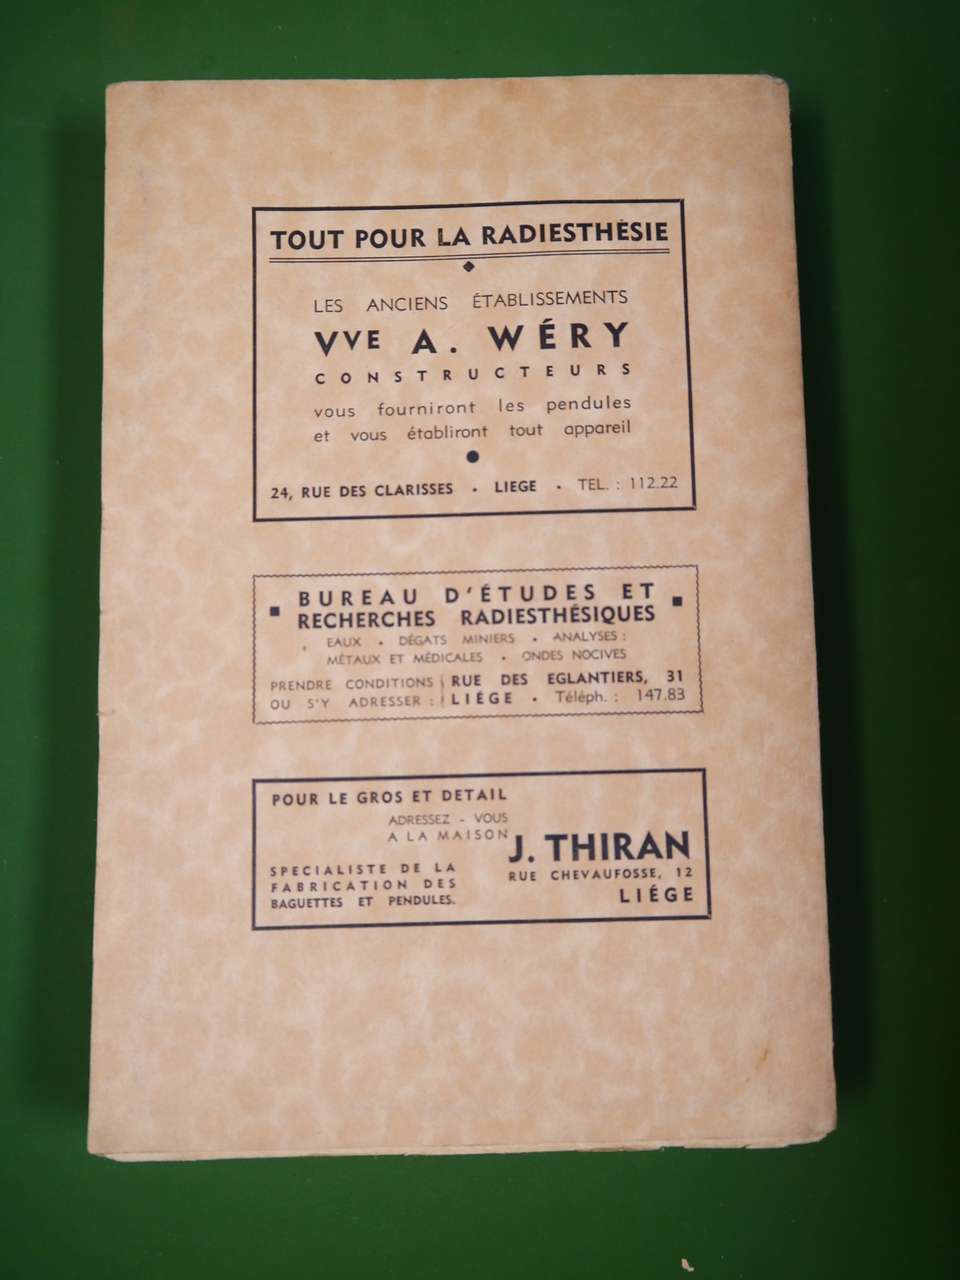 TOUT POUR LA RADIESTHÉSIE
LES ANCIENS ÉTABLISSEMENTS
VVE A. WÉRY
CONSTRUCTEURS
vous fourniront les pendules
et vous établiront tout appareil
24, RUE DES CLARISSES • LIEGE • TEL. : 112.22
BUREAU D'ÉTUDES ET
RECHERCHES RADIESTHÉSIQUES
EAUX • DÉGATS MINIERS • ANALYSES :
MÉTAUX ET MÉDICALES • ONDES NOCIVES
PRENDRE CONDITIONS RUE DES EGLANTIERS, 31
OU S'Y ADRESSER : LIÉGE • Téléph. : 147.83
POUR LE GROS ET DETAIL
ADRESSEZ - VOUS
A LA MAISON
J. THIRAN
RUE CHEVAUFOSSE, 12
LIÉGE
SPECIALISTE DE LA
FABRICATION DES
BAGUETTES ET PENDULES.